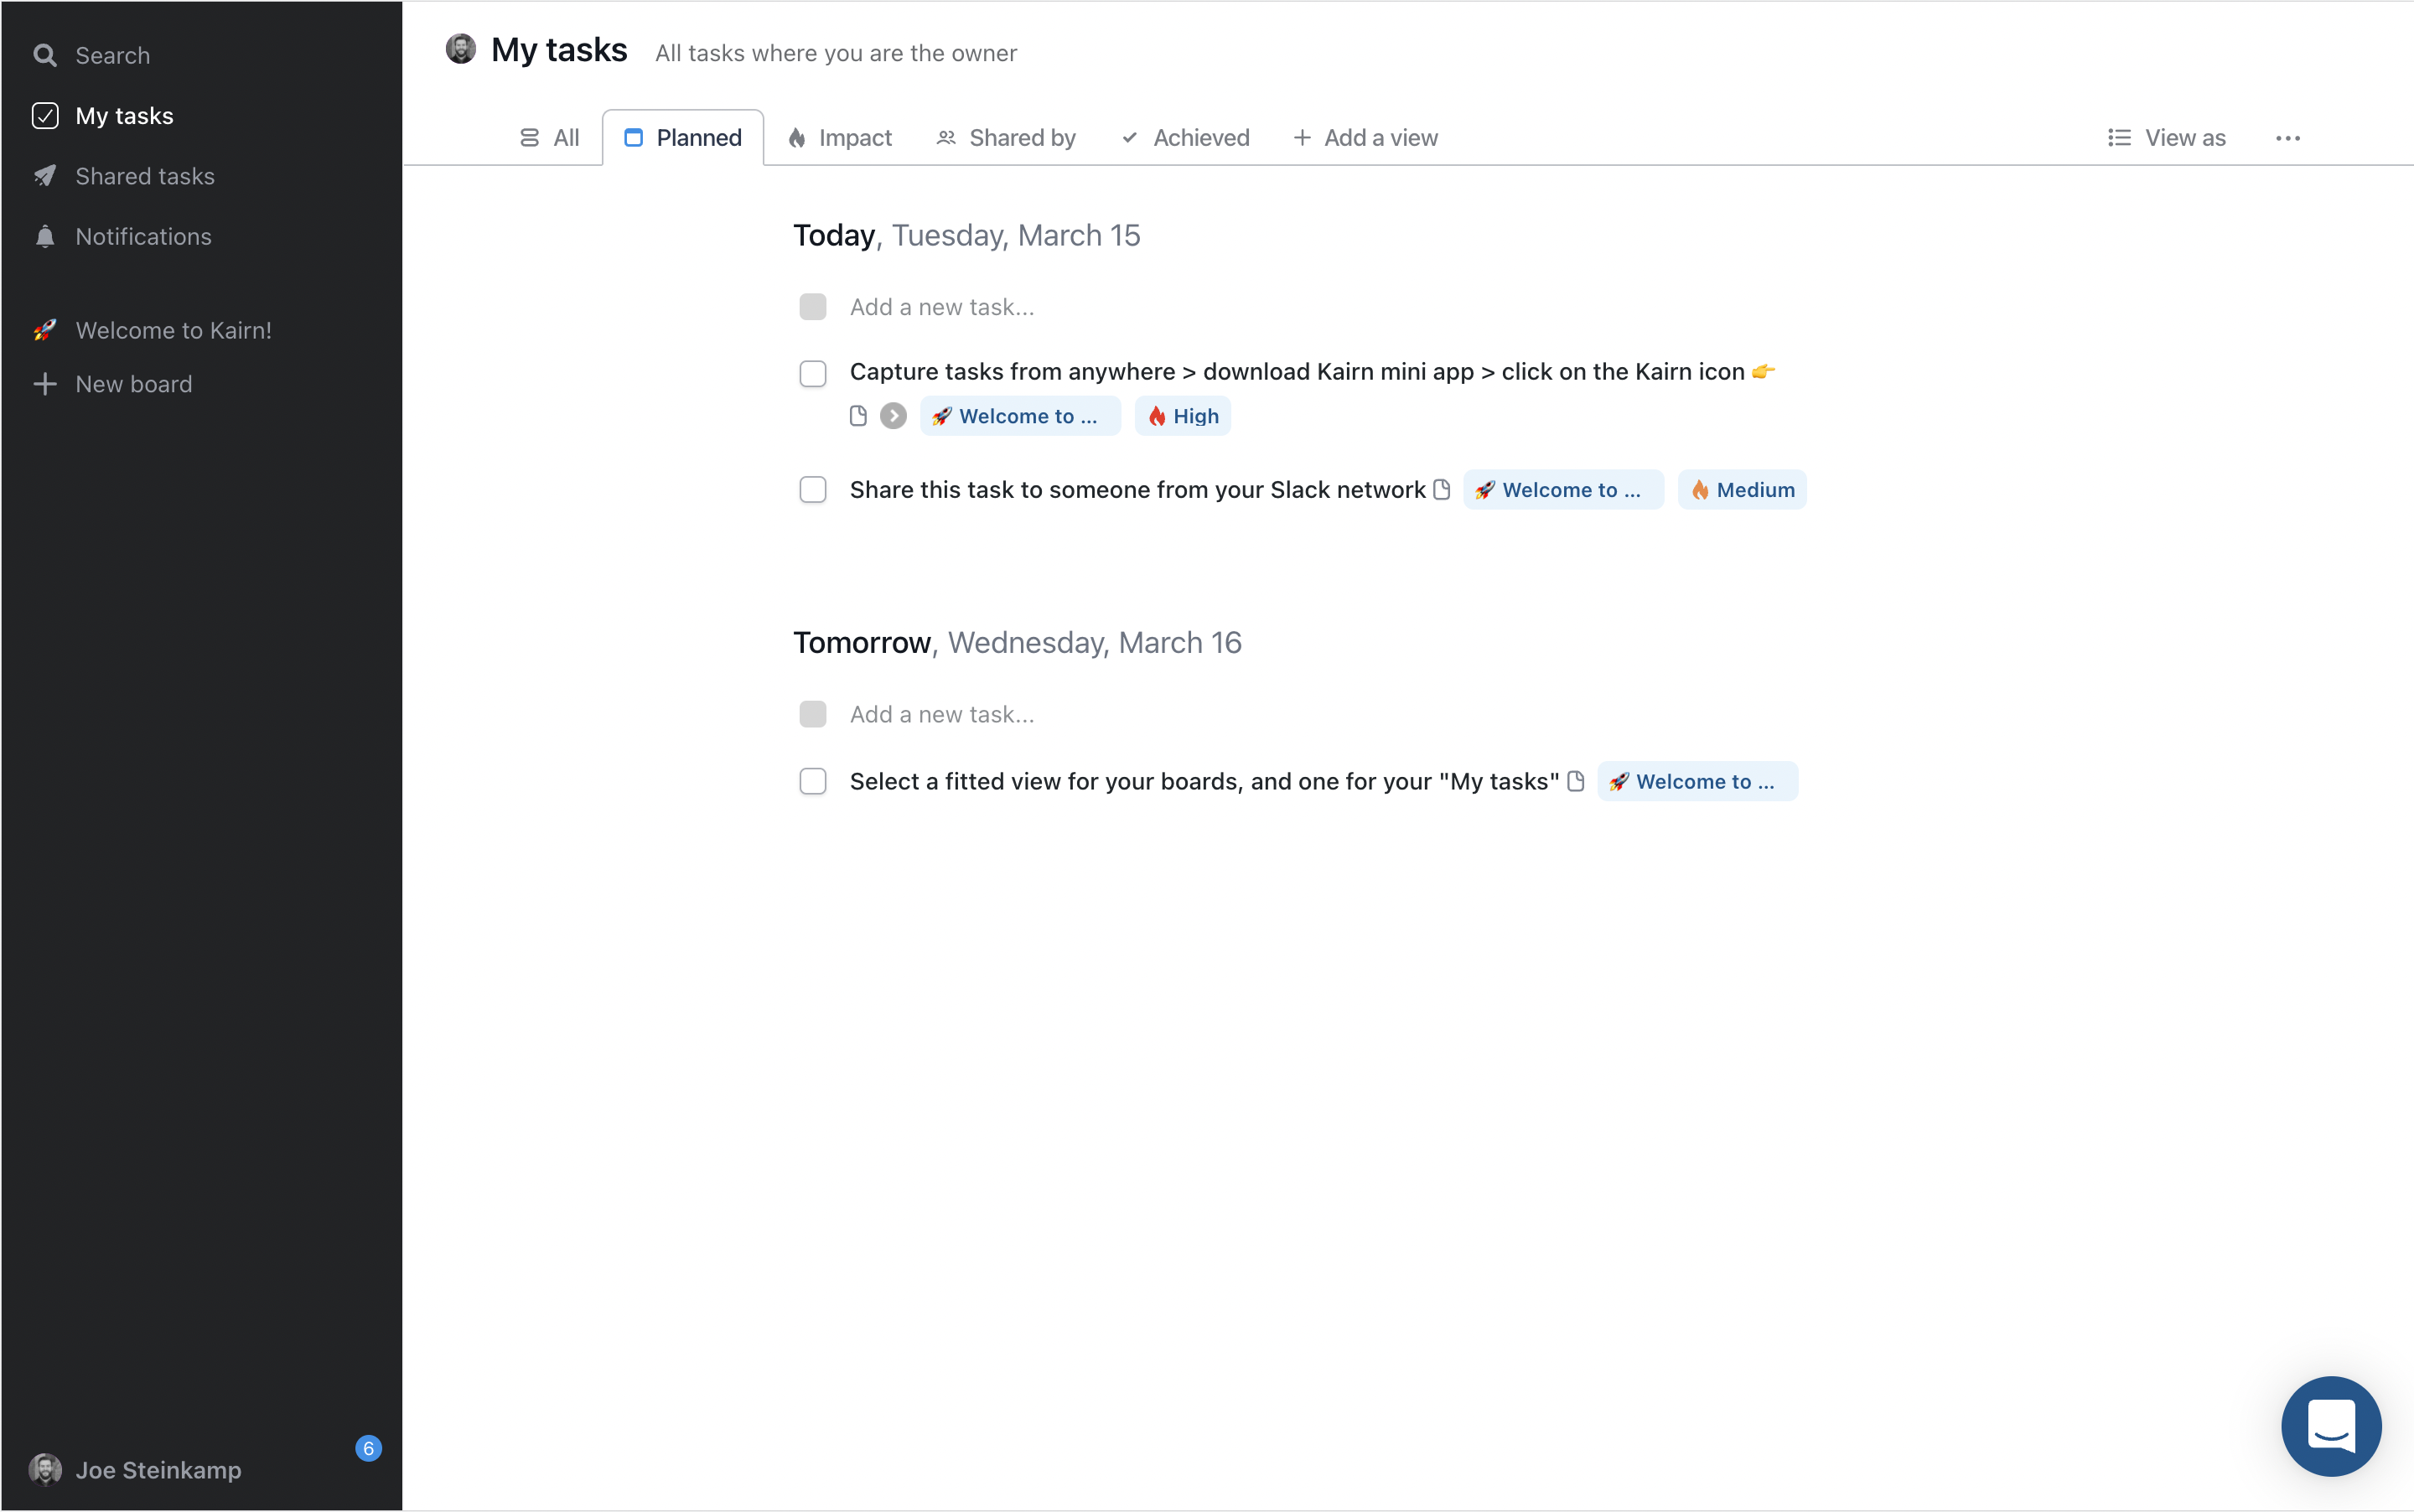 Search
My tasks
Shared tasks
Notifications
🚀 Welcome to Kairn!
New board
Joe Steinkamp
6
My tasks All tasks where you are the owner
All Planned Impact Shared by Achieved + Add a view View as ...
Today, Tuesday, March 15
Add a new task...
Capture tasks from anywhere > download Kairn mini app > click on the Kairn icon 👉
🚀 Welcome to ... High
Share this task to someone from your Slack network 🚀 Welcome to ... Medium
Tomorrow, Wednesday, March 16
Add a new task...
Select a fitted view for your boards, and one for your "My tasks" 🚀 Welcome to ...